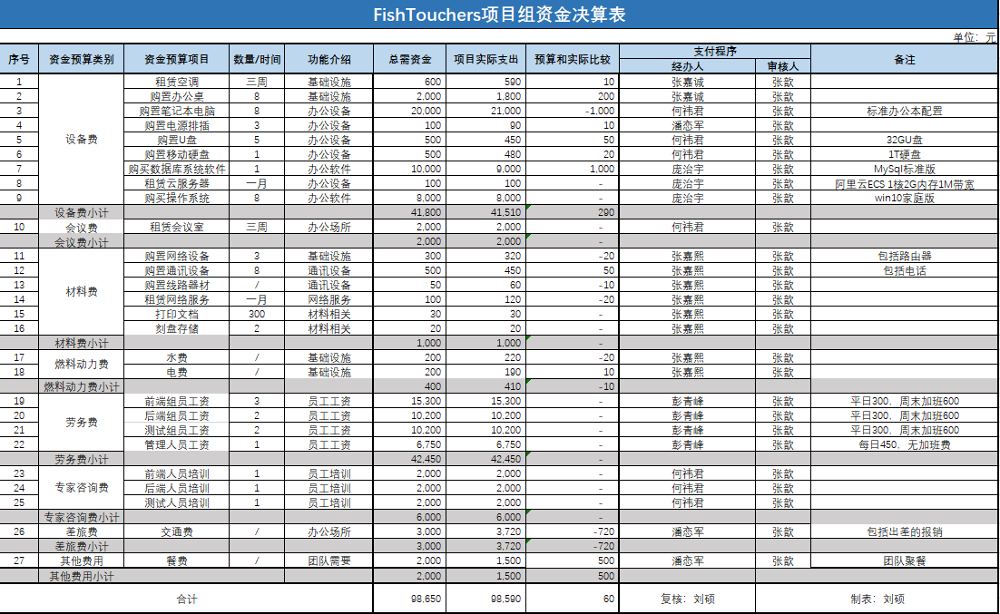 FishTouchers项目组资金决算表
单位：元
序号 资金预算类别 资金预算项目 数量/时间 功能介绍 总需资金 项目实际支出 预算和实际比较 支付程序 备注
经办人 审核人
1 租赁空调 三周 基础设施 600 590 10 张嘉诚 张歆
2 购置办公桌 8 基础设施 2,000 1,800 200 张嘉诚 张歆
3 购置笔记本电脑 8 办公设备 20,000 21,000 -1,000 何祎君 张歆 标准办公本配置
4 购置电源排插 3 办公设备 100 90 10 潘恋军 张歆
5 设备费 购置U盘 5 办公设备 500 450 50 何祎君 张歆 32GU盘
6 购置移动硬盘 1 办公设备 500 480 20 何祎君 张歆 1T硬盘
7 购买数据库系统软件 1 办公软件 10,000 9,000 1,000 庞治宇 张歆 MySql标准版
8 租赁云服务器 一月 办公设备 100 100 - 庞治宇 张歆 阿里云ECS 1核2G内存1M带宽
9 购买操作系统 8 办公软件 8,000 8,000 - 庞治宇 张歆 win10家庭版
设备费小计 41,800 41,510 290
10 会议费 租赁会议室 三周 办公场所 2,000 2,000 - 何祎君 张歆
会议费小计 2,000 2,000 -
11 购置网络设备 3 基础设施 300 320 -20 张嘉熙 张歆 包括路由器
12 购置通讯设备 8 通讯设备 500 450 50 张嘉熙 张歆 包括电话
13 材料费 购置线路器材 / 通讯设备 50 60 -10 张嘉熙 张歆
14 租赁网络服务 一月 网络服务 100 120 -20 张嘉熙 张歆
15 打印文档 300 材料相关 30 30 - 张嘉熙 张歆
16 刻盘存储 2 材料相关 20 20 - 张嘉熙 张歆
材料费小计 1,000 1,000 -
17 燃料动力费 水费 / 基础设施 200 220 -20 张嘉熙 张歆
18 电费 / 基础设施 200 190 10 张嘉熙 张歆
燃料动力费小计 400 410 -10
19 前端组员工资 3 员工工资 15,300 15,300 - 彭青峰 张歆 平日300，周末加班600
20 劳务费 后端组员工资 2 员工工资 10,200 10,200 - 彭青峰 张歆 平日300，周末加班600
21 测试组员工资 2 员工工资 10,200 10,200 - 彭青峰 张歆 平日300，周末加班600
22 管理人员工资 1 员工工资 6,750 6,750 - 彭青峰 张歆 每日450，无加班费
劳务费小计 42,450 42,450 -
23 前端人员培训 1 员工培训 2,000 2,000 - 何祎君 张歆
24 专家咨询费 后端人员培训 1 员工培训 2,000 2,000 - 何祎君 张歆
25 测试人员培训 1 员工培训 2,000 2,000 - 何祎君 张歆
专家咨询费小计 6,000 6,000 -
26 差旅费 交通费 / 办公场所 3,000 3,720 -720 潘恋军 张歆 包括出差的报销
差旅费小计 3,000 3,720 -720
27 其他费用 餐费 / 团队需要 2,000 1,500 500 潘恋军 张歆 团队聚餐
其他费用小计 2,000 1,500 500
合计 98,650 98,590 60 复核：刘硕 制表：刘硕